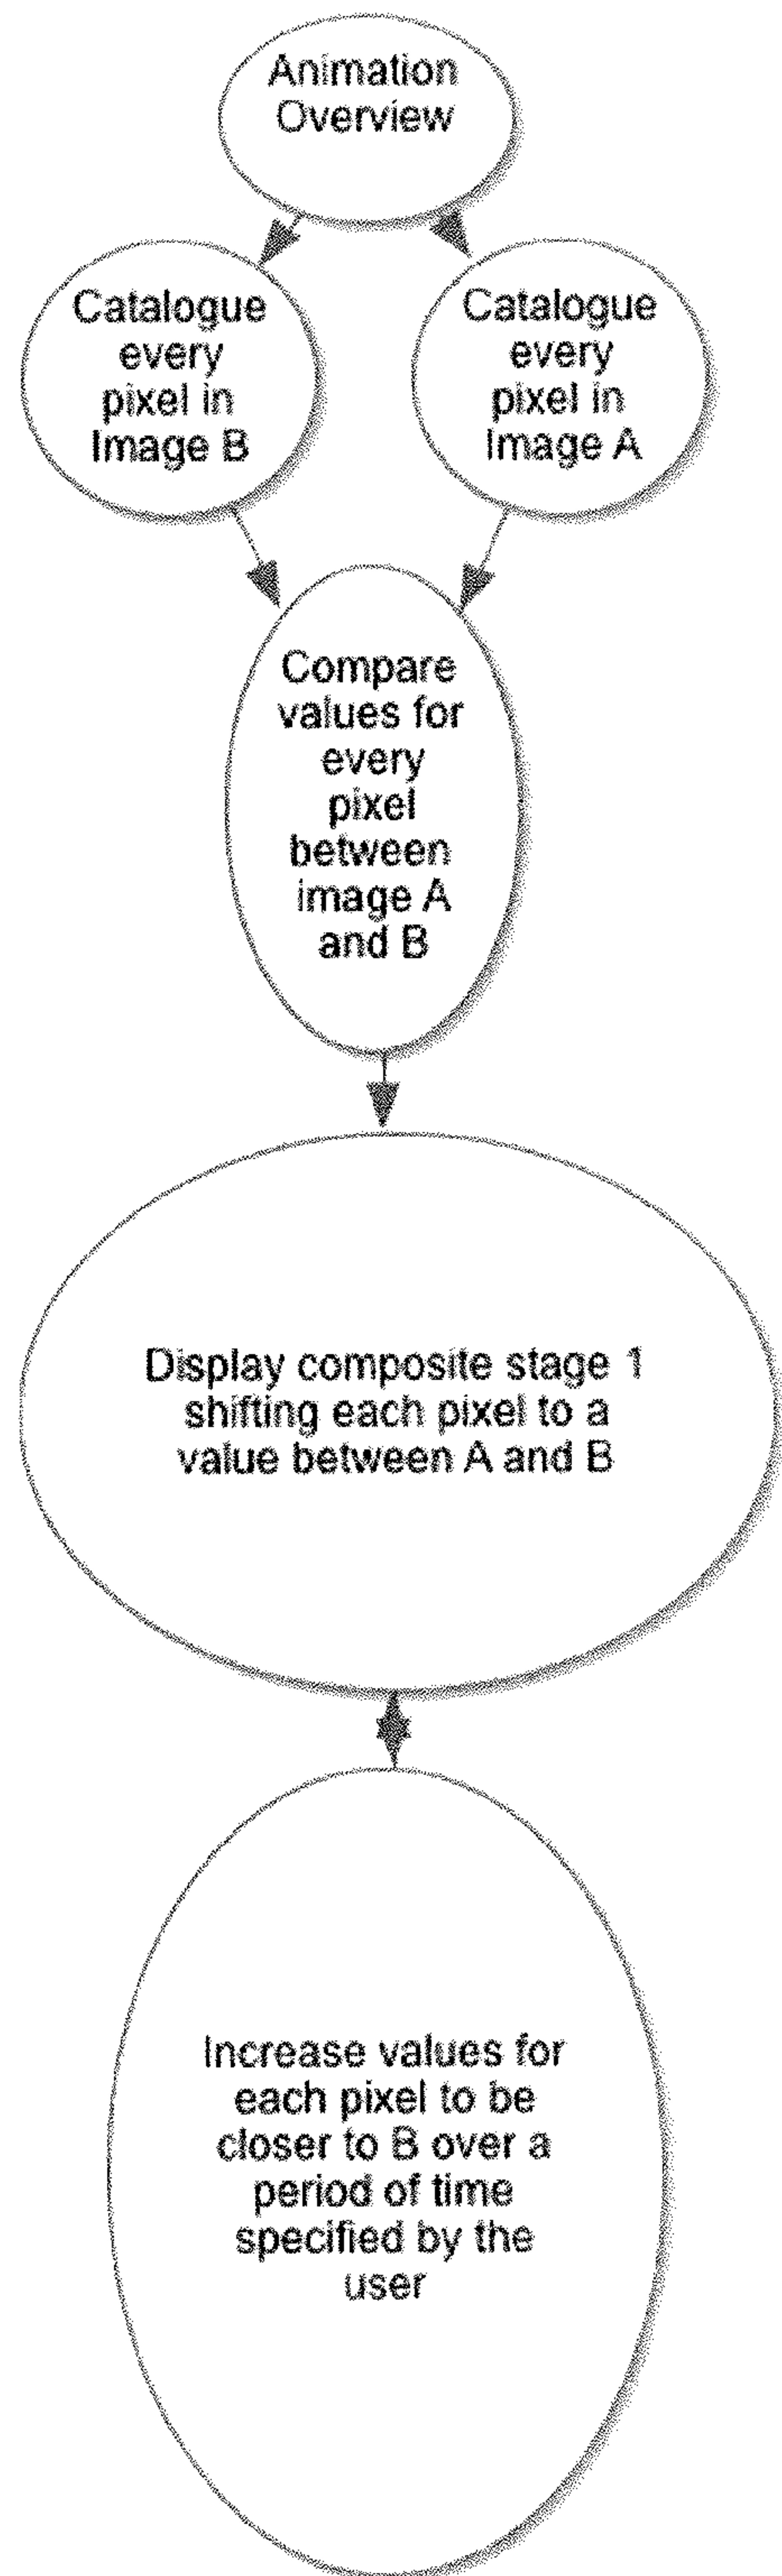 Animation
Overview
Catalogue
every
pixel in
Image B
Catalogue
every
pixel in
Image A
Compare
values for
every
pixel
between
image A
and B
Display composite stage 1
shifting each pixel to a
value between A and B
Increase values for
each pixel to be
closer to B over a
period of time
specified by the
user